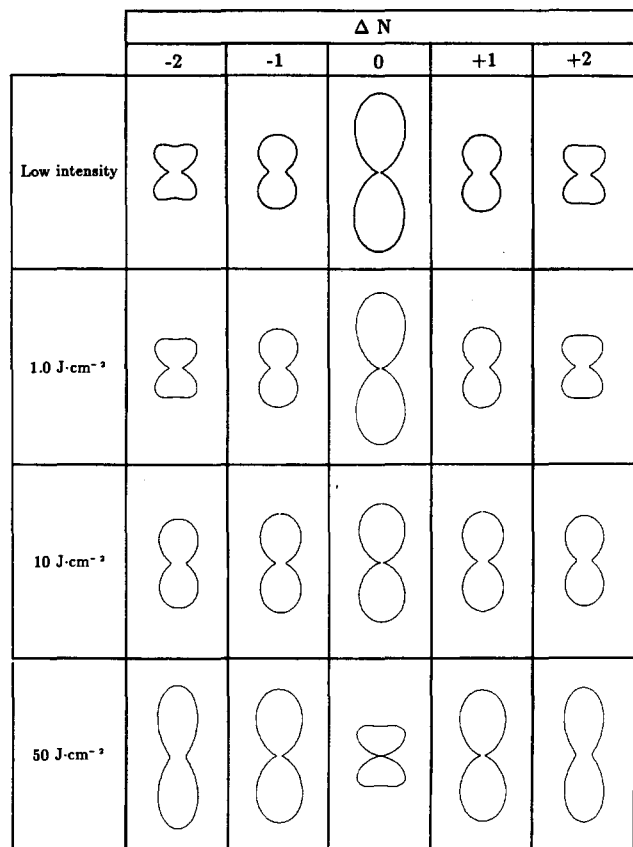 Δ N
-2 -1 0 +1 +2
Low intensity
1.0 J·cm⁻²
10 J·cm⁻²
50 J·cm⁻²